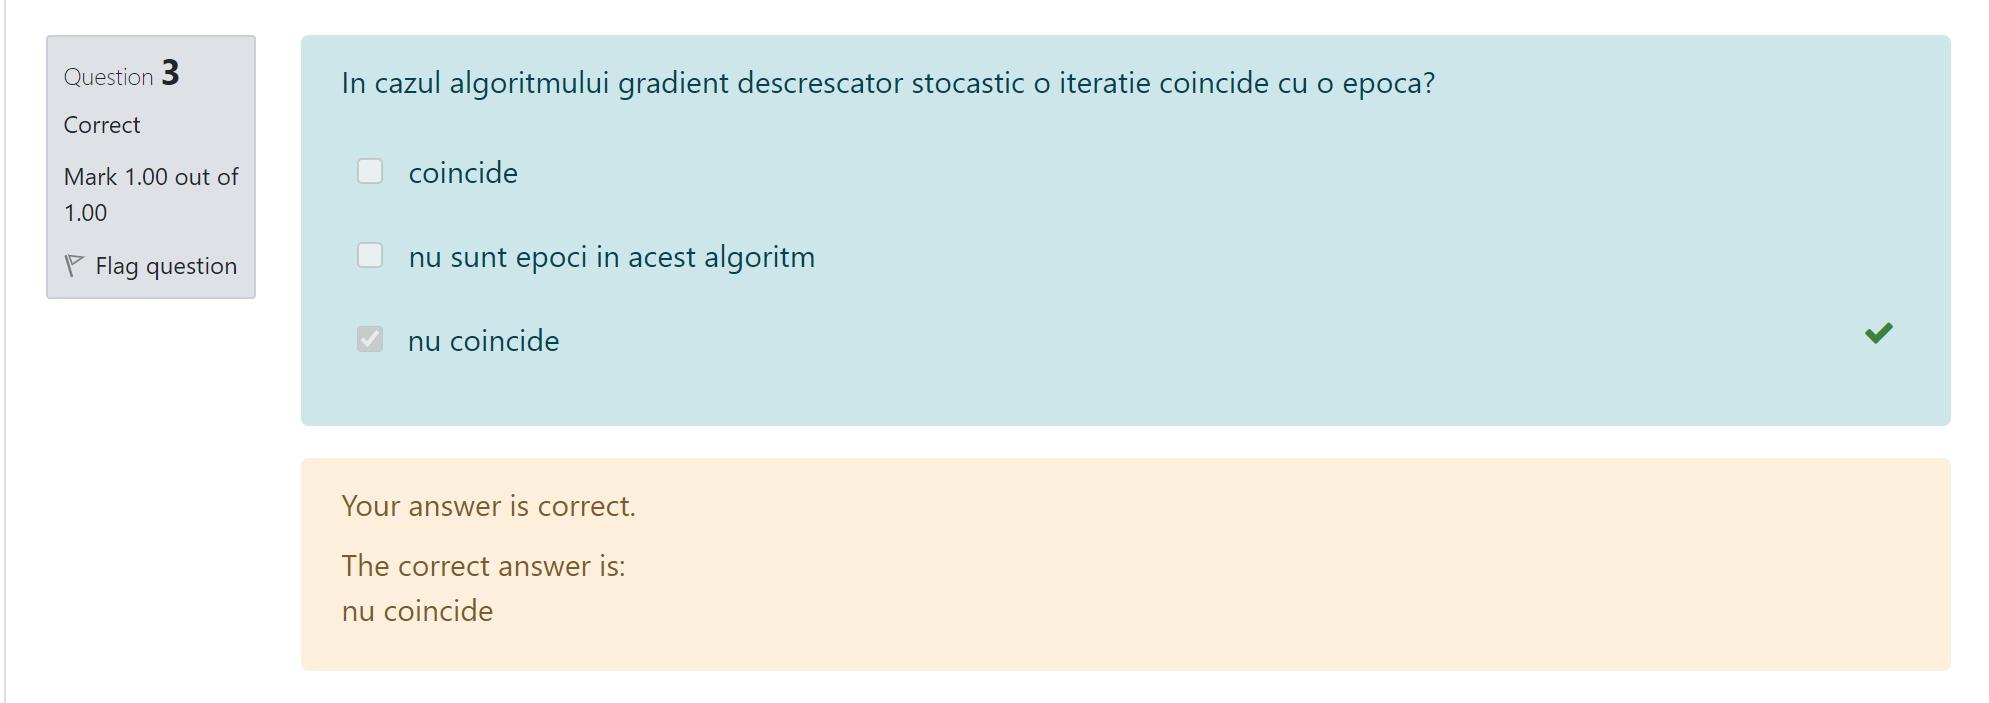 Question 3
Correct
Mark 1.00 out of
1.00
Flag question
In cazul algoritmului gradient descrescator stocastic o iteratie coincide cu o epoca?
coincide
nu sunt epoci in acest algoritm
nu coincide
Your answer is correct.
The correct answer is:
nu coincide